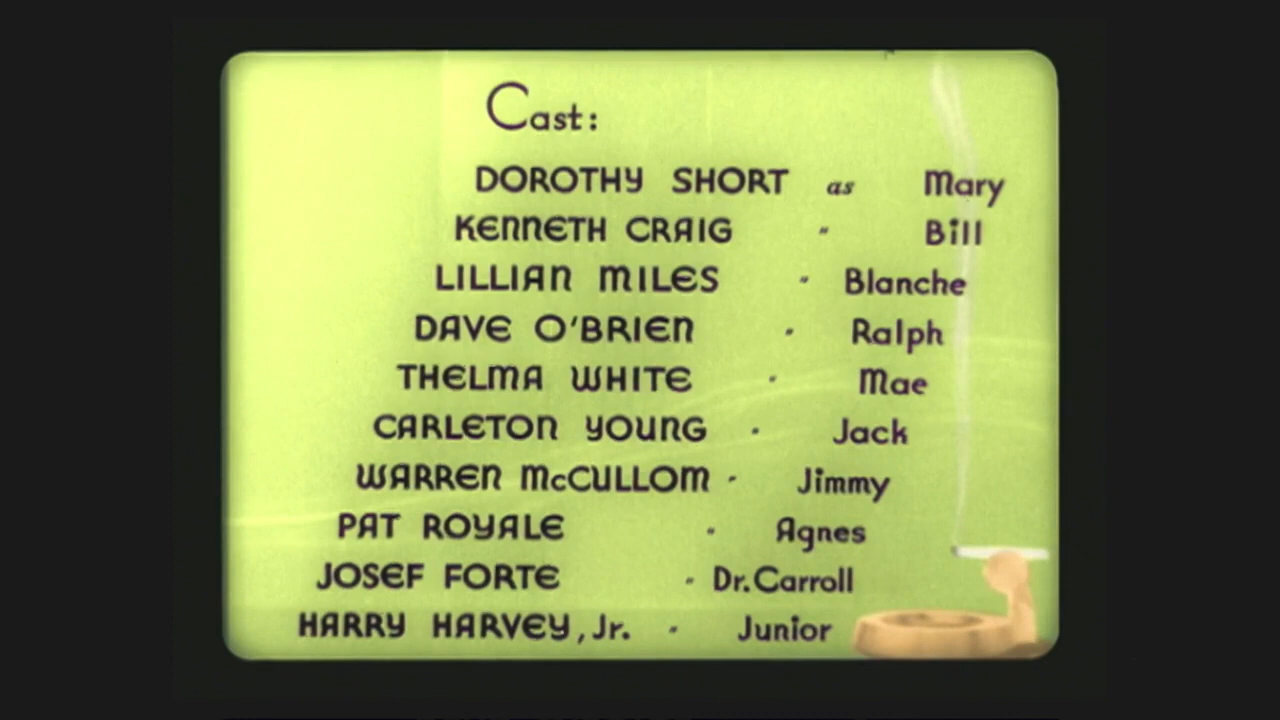 Cast:
DOROTHY SHORT as Mary
KENNETH CRAIG " Bill
LILLIAN MILES " Blanche
DAVE O'BRIEN " Ralph
THELMA WHITE " Mae
CARLETON YOUNG " Jack
WARREN McCULLOM " Jimmy
PAT ROYALE " Agnes
JOSEF FORTE " Dr. Carroll
HARRY HARVEY, Jr. " Junior